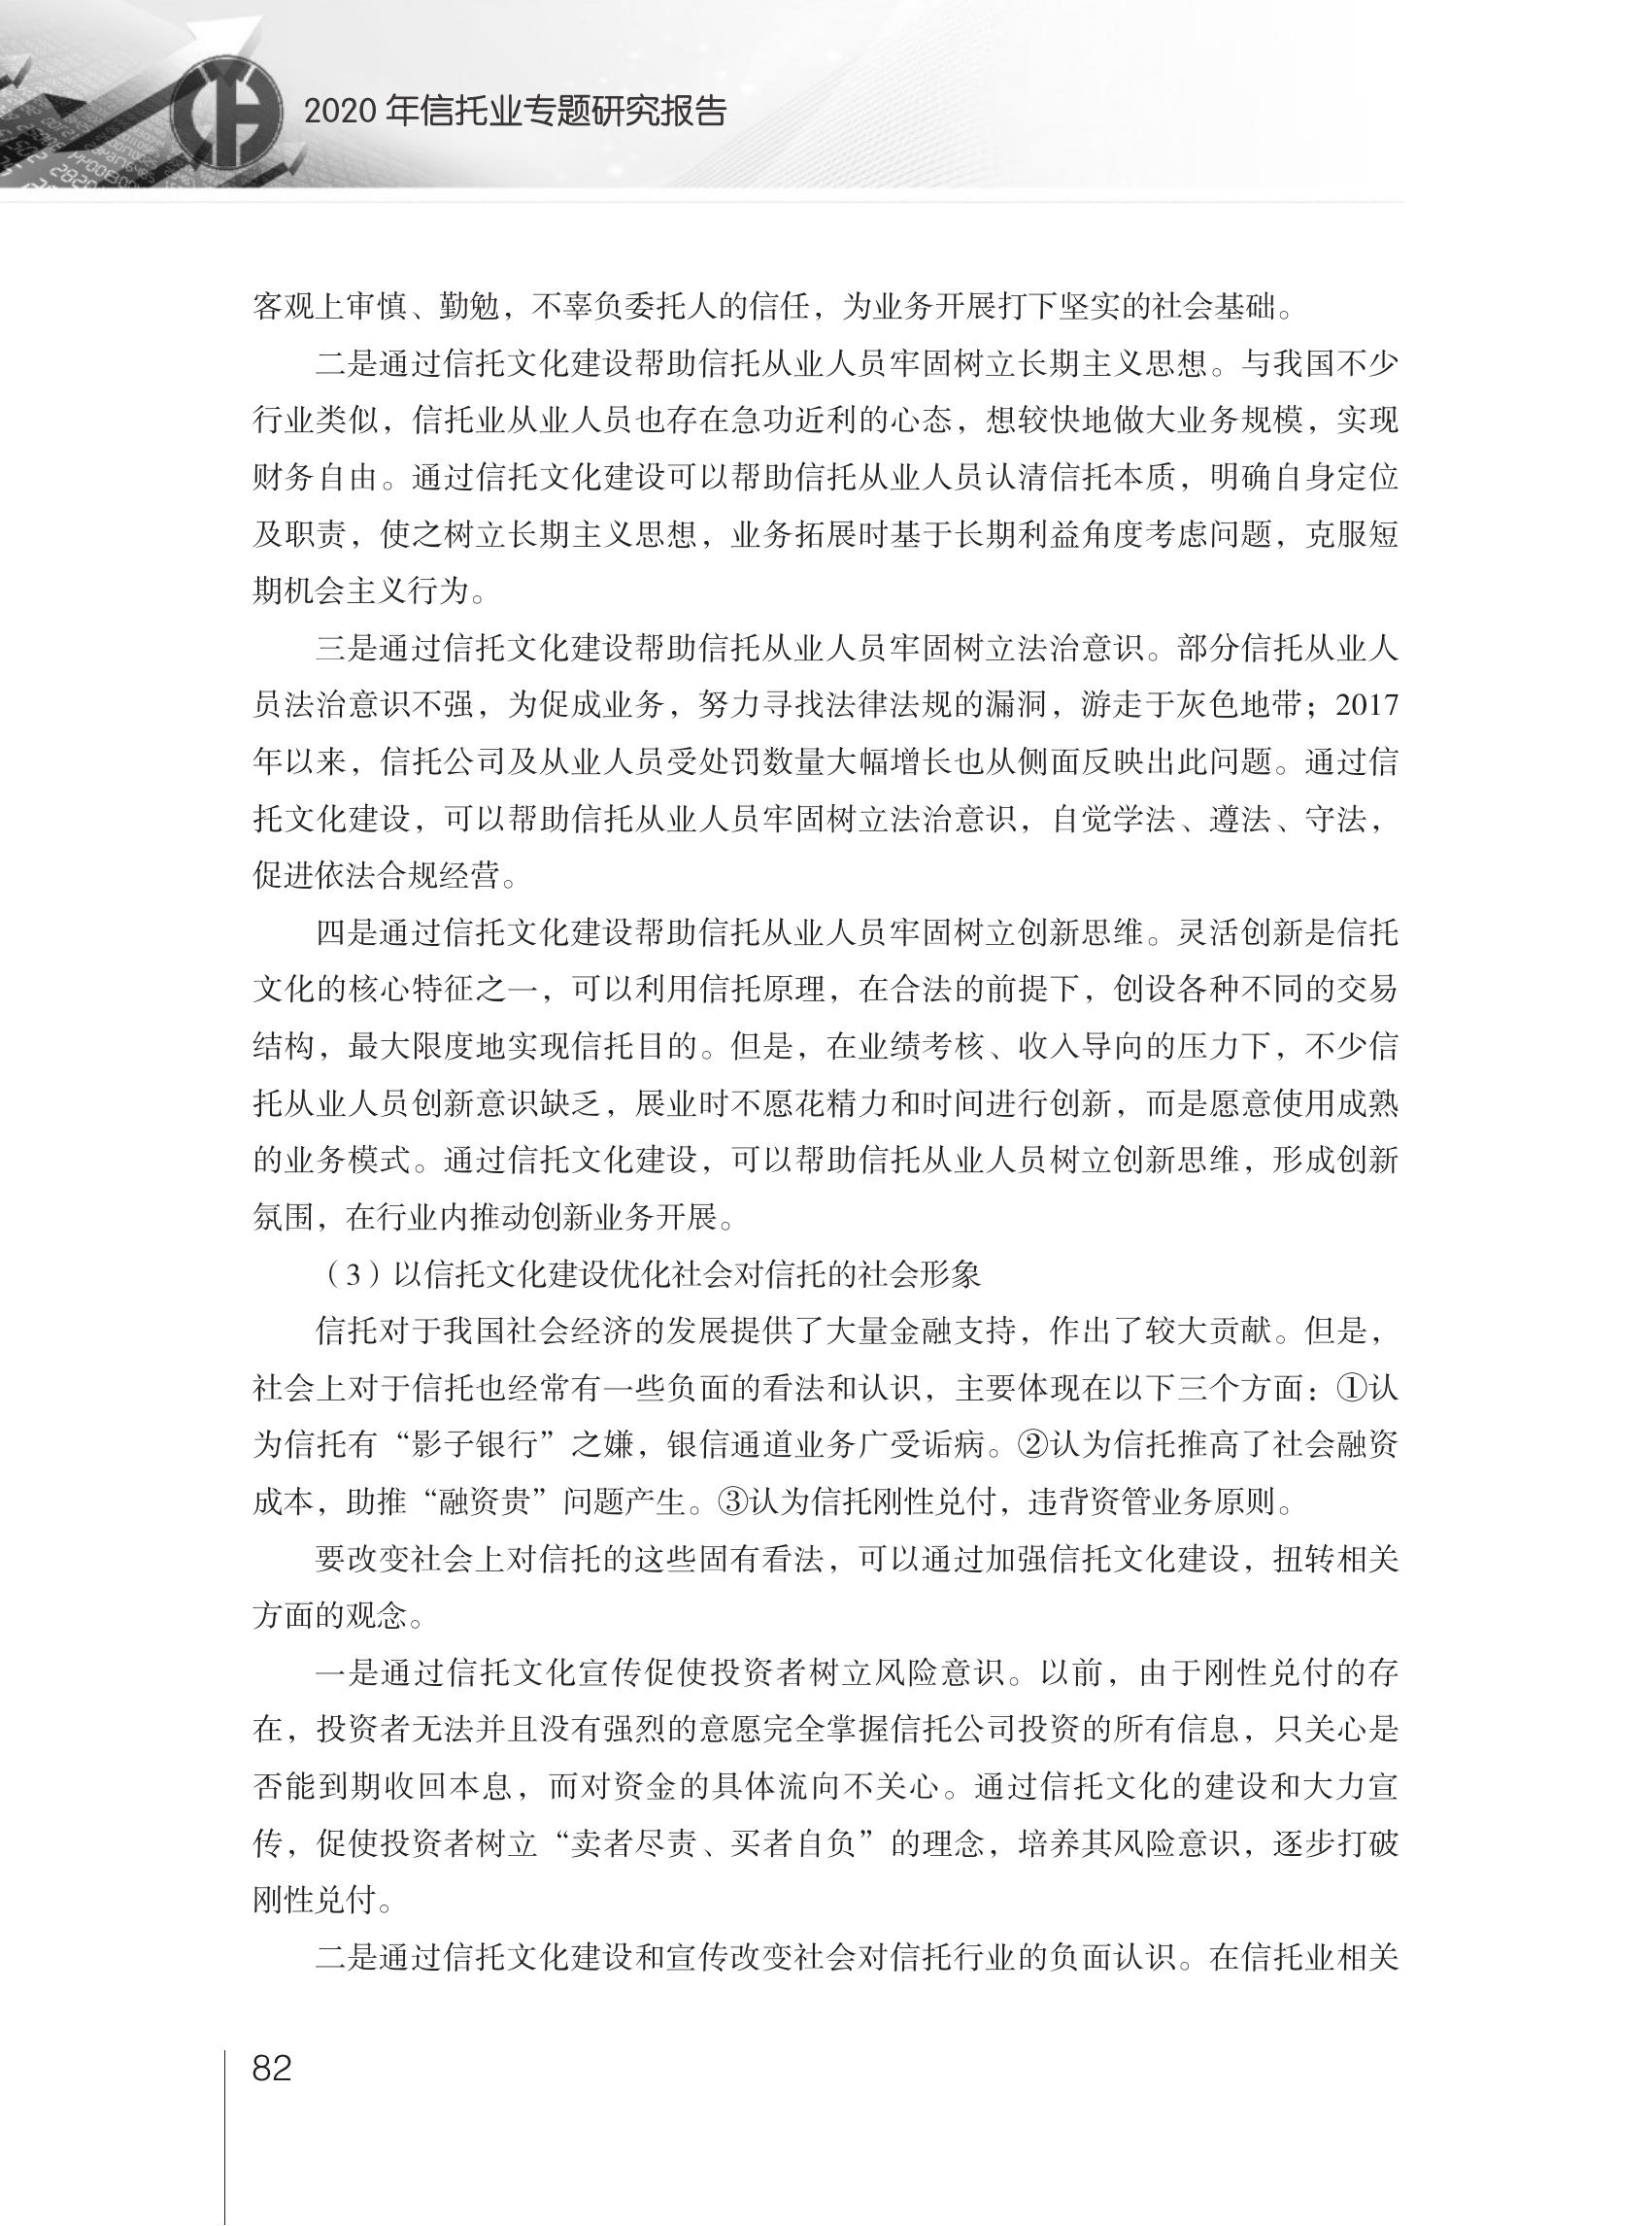 2020 年信托业专题研究报告
客观上审慎、勤勉，不辜负委托人的信任，为业务开展打下坚实的社会基础。
二是通过信托文化建设帮助信托从业人员牢固树立长期主义思想。与我国不少
行业类似，信托业从业人员也存在急功近利的心态，想较快地做大业务规模，实现
财务自由。通过信托文化建设可以帮助信托从业人员认清信托本质，明确自身定位
及职责，使之树立长期主义思想，业务拓展时基于长期利益角度考虑问题，克服短
期机会主义行为。
三是通过信托文化建设帮助信托从业人员牢固树立法治意识。部分信托从业人
员法治意识不强，为促成业务，努力寻找法律法规的漏洞，游走于灰色地带；2017
年以来，信托公司及从业人员受处罚数量大幅增长也从侧面反映出此问题。通过信
托文化建设，可以帮助信托从业人员牢固树立法治意识，自觉学法、遵法、守法，
促进依法合规经营。
四是通过信托文化建设帮助信托从业人员牢固树立创新思维。灵活创新是信托
文化的核心特征之一，可以利用信托原理，在合法的前提下，创设各种不同的交易
结构，最大限度地实现信托目的。但是，在业绩考核、收入导向的压力下，不少信
托从业人员创新意识缺乏，展业时不愿花精力和时间进行创新，而是愿意使用成熟
的业务模式。通过信托文化建设，可以帮助信托从业人员树立创新思维，形成创新
氛围，在行业内推动创新业务开展。
（3）以信托文化建设优化社会对信托的社会形象
信托对于我国社会经济的发展提供了大量金融支持，作出了较大贡献。但是，
社会上对于信托也经常有一些负面的看法和认识，主要体现在以下三个方面：①认
为信托有“影子银行”之嫌，银信通道业务广受诟病。②认为信托推高了社会融资
成本，助推“融资贵”问题产生。③认为信托刚性兑付，违背资管业务原则。
要改变社会上对信托的这些固有看法，可以通过加强信托文化建设，扭转相关
方面的观念。
一是通过信托文化宣传促使投资者树立风险意识。以前，由于刚性兑付的存
在，投资者无法并且没有强烈的意愿完全掌握信托公司投资的所有信息，只关心是
否能到期收回本息，而对资金的具体流向不关心。通过信托文化的建设和大力宣
传，促使投资者树立“卖者尽责、买者自负”的理念，培养其风险意识，逐步打破
刚性兑付。
二是通过信托文化建设和宣传改变社会对信托行业的负面认识。在信托业相关
82